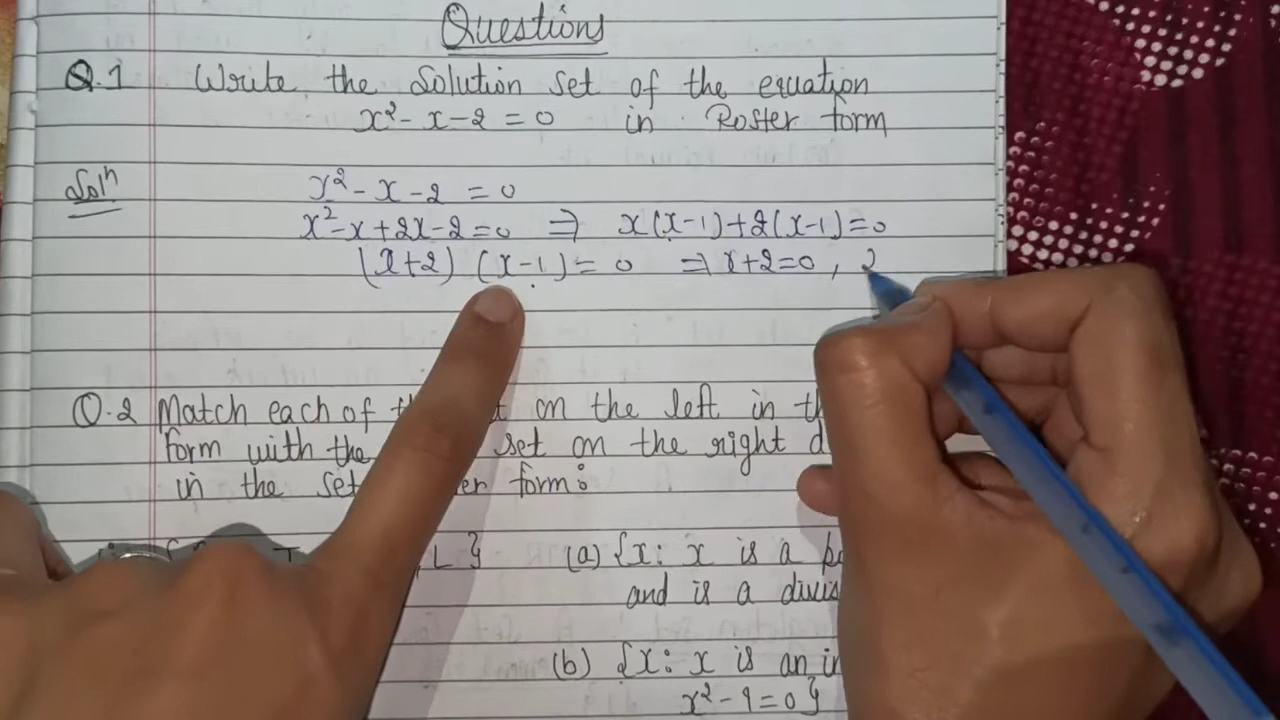 Questions
Q.1 Write the Solution set of the equation
x² - x - 2 = 0 in Roster form
Solⁿ x² - x - 2 = 0
x² - x + 2x - 2 = 0 ⇒ x(x-1)+2(x-1)=0
(x+2) (x-1) = 0 ⇒ x+2=0 ,
Q.2 Match each of on the left in
form with the set on the right
in the set form:
L } (a) {x: x is a
and is a
(b) {x: x is an
x² - 9 = 0}